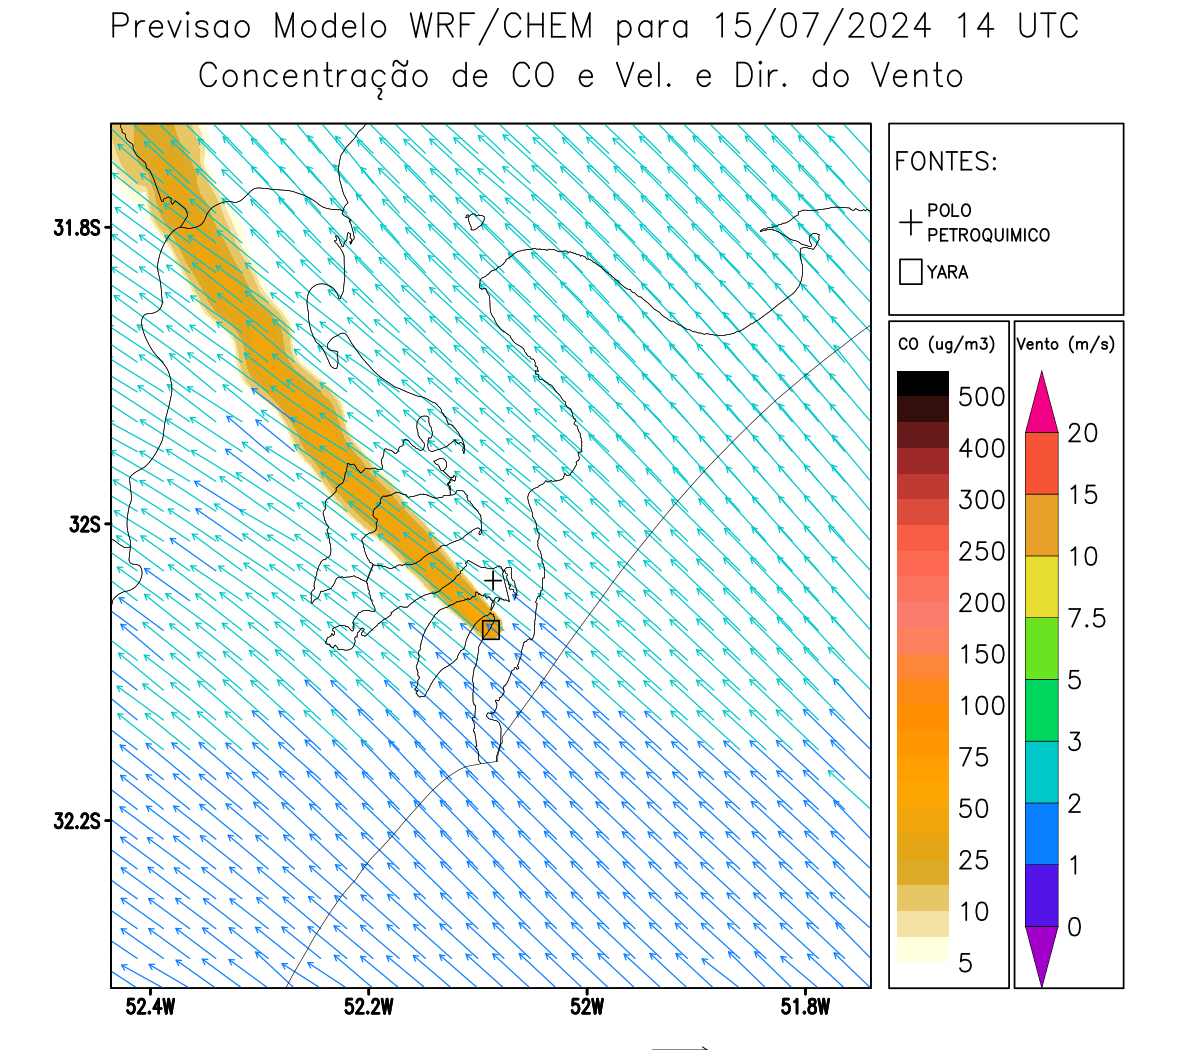 Previsao Modelo WRF/CHEM para 15/07/2024 14 UTC
Concentração de CO e Vel. e Dir. do Vento
FONTES:
POLO
PETROQUIMICO
YARA
CO (ug/m3)
500
400
300
250
200
150
100
75
50
25
10
5
Vento (m/s)
20
15
10
7.5
5
3
2
1
0
31.8S
32S
32.2S
52.4W
52.2W
52W
51.8W